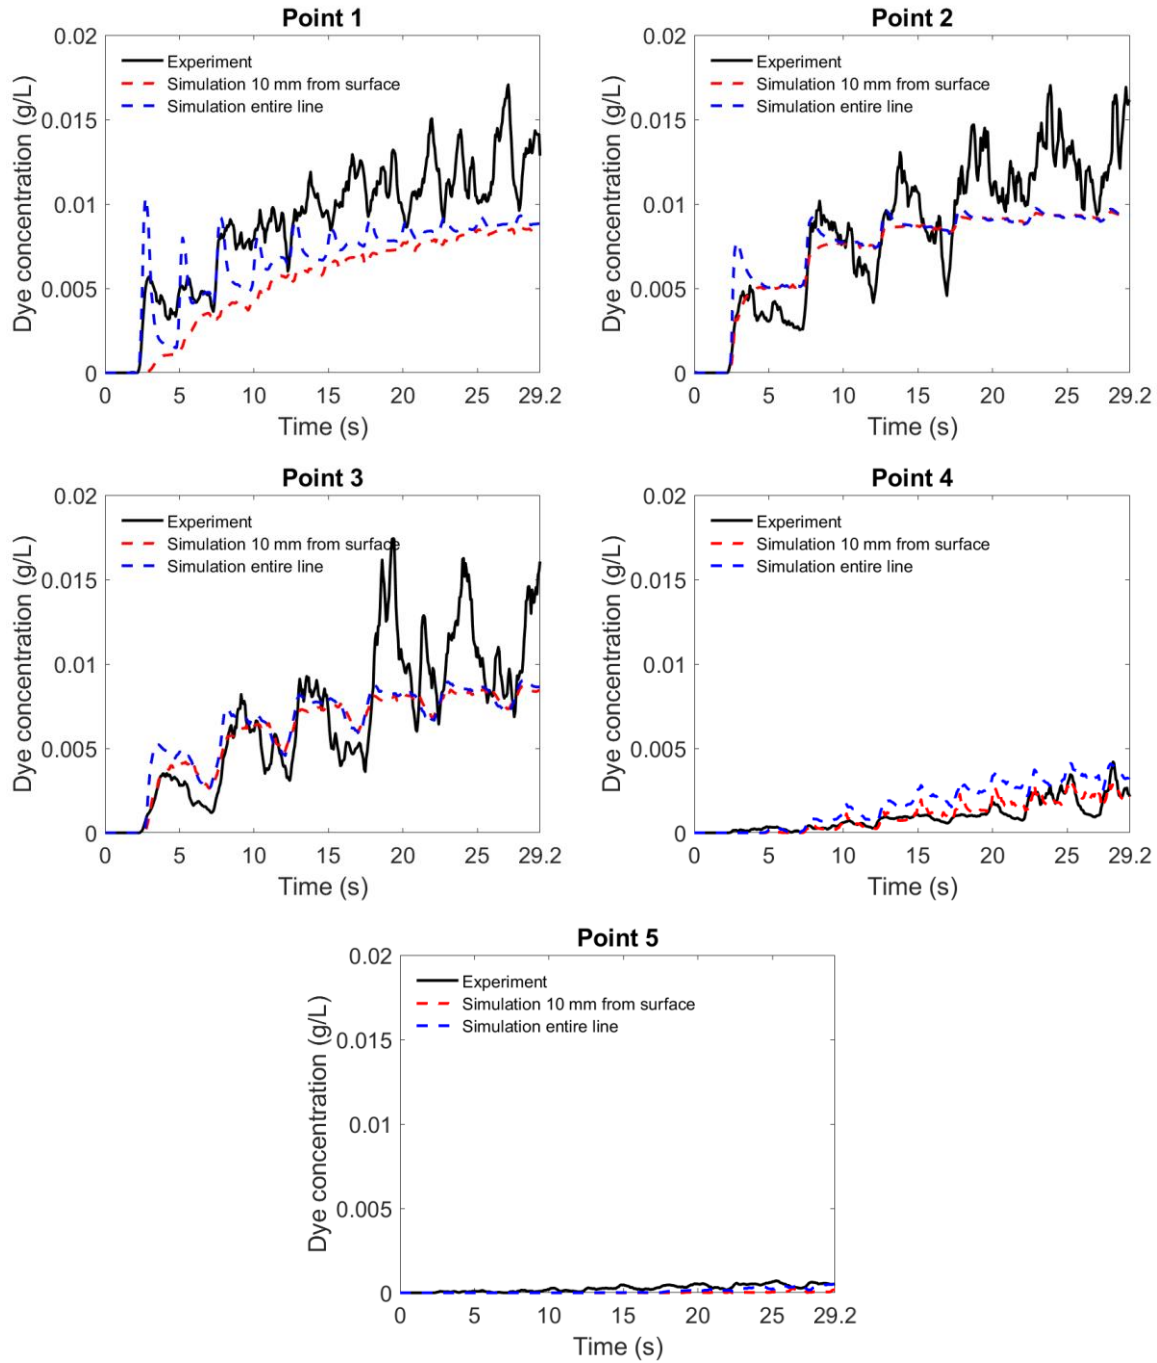 Point 1
Dye concentration (g/L)
0.02
0.015
0.01
0.005
0
Experiment
Simulation 10 mm from surface
Simulation entire line
0 5 10 15 20 25 29.2
Time (s)
Point 2
Dye concentration (g/L)
0.02
0.015
0.01
0.005
0
Experiment
Simulation 10 mm from surface
Simulation entire line
0 5 10 15 20 25 29.2
Time (s)
Point 3
Dye concentration (g/L)
0.02
0.015
0.01
0.005
0
Experiment
Simulation 10 mm from surface
Simulation entire line
0 5 10 15 20 25 29.2
Time (s)
Point 4
Dye concentration (g/L)
0.02
0.015
0.01
0.005
0
Experiment
Simulation 10 mm from surface
Simulation entire line
0 5 10 15 20 25 29.2
Time (s)
Point 5
Dye concentration (g/L)
0.02
0.015
0.01
0.005
0
Experiment
Simulation 10 mm from surface
Simulation entire line
0 5 10 15 20 25 29.2
Time (s)